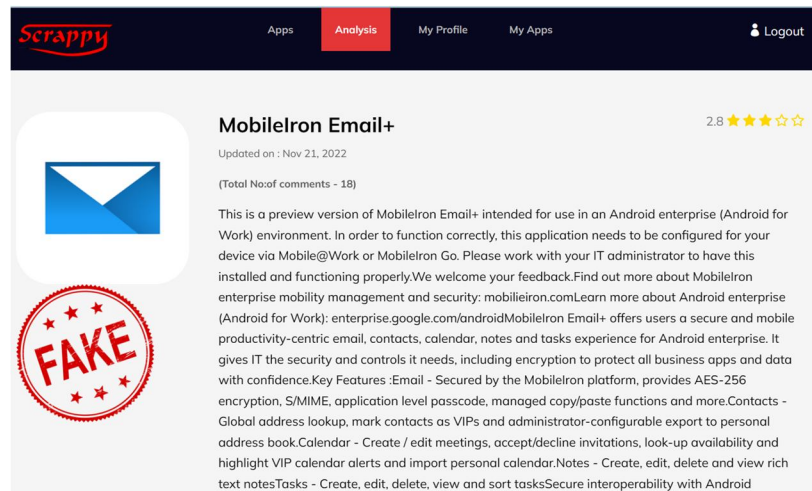 Scrappy
Apps
Analysis
My Profile
My Apps
Logout
MobileIron Email+
2.8
Updated on : Nov 21, 2022
(Total No:of comments - 18)
This is a preview version of MobileIron Email+ intended for use in an Android enterprise (Android for
Work) environment. In order to function correctly, this application needs to be configured for your
device via Mobile@Work or MobileIron Go. Please work with your IT administrator to have this
installed and functioning properly.We welcome your feedback.Find out more about MobileIron
enterprise mobility management and security: mobilieiron.comLearn more about Android enterprise
(Android for Work): enterprise.google.com/androidMobileIron Email+ offers users a secure and mobile
productivity-centric email, contacts, calendar, notes and tasks experience for Android enterprise. It
gives IT the security and controls it needs, including encryption to protect all business apps and data
with confidence.Key Features :Email - Secured by the MobileIron platform, provides AES-256
encryption, S/MIME, application level passcode, managed copy/paste functions and more.Contacts -
Global address lookup, mark contacts as VIPs and administrator-configurable export to personal
address book.Calendar - Create / edit meetings, accept/decline invitations, look-up availability and
highlight VIP calendar alerts and import personal calendar.Notes - Create, edit, delete and view rich
text notesTasks - Create, edit, delete, view and sort tasksSecure interoperability with Android
FAKE